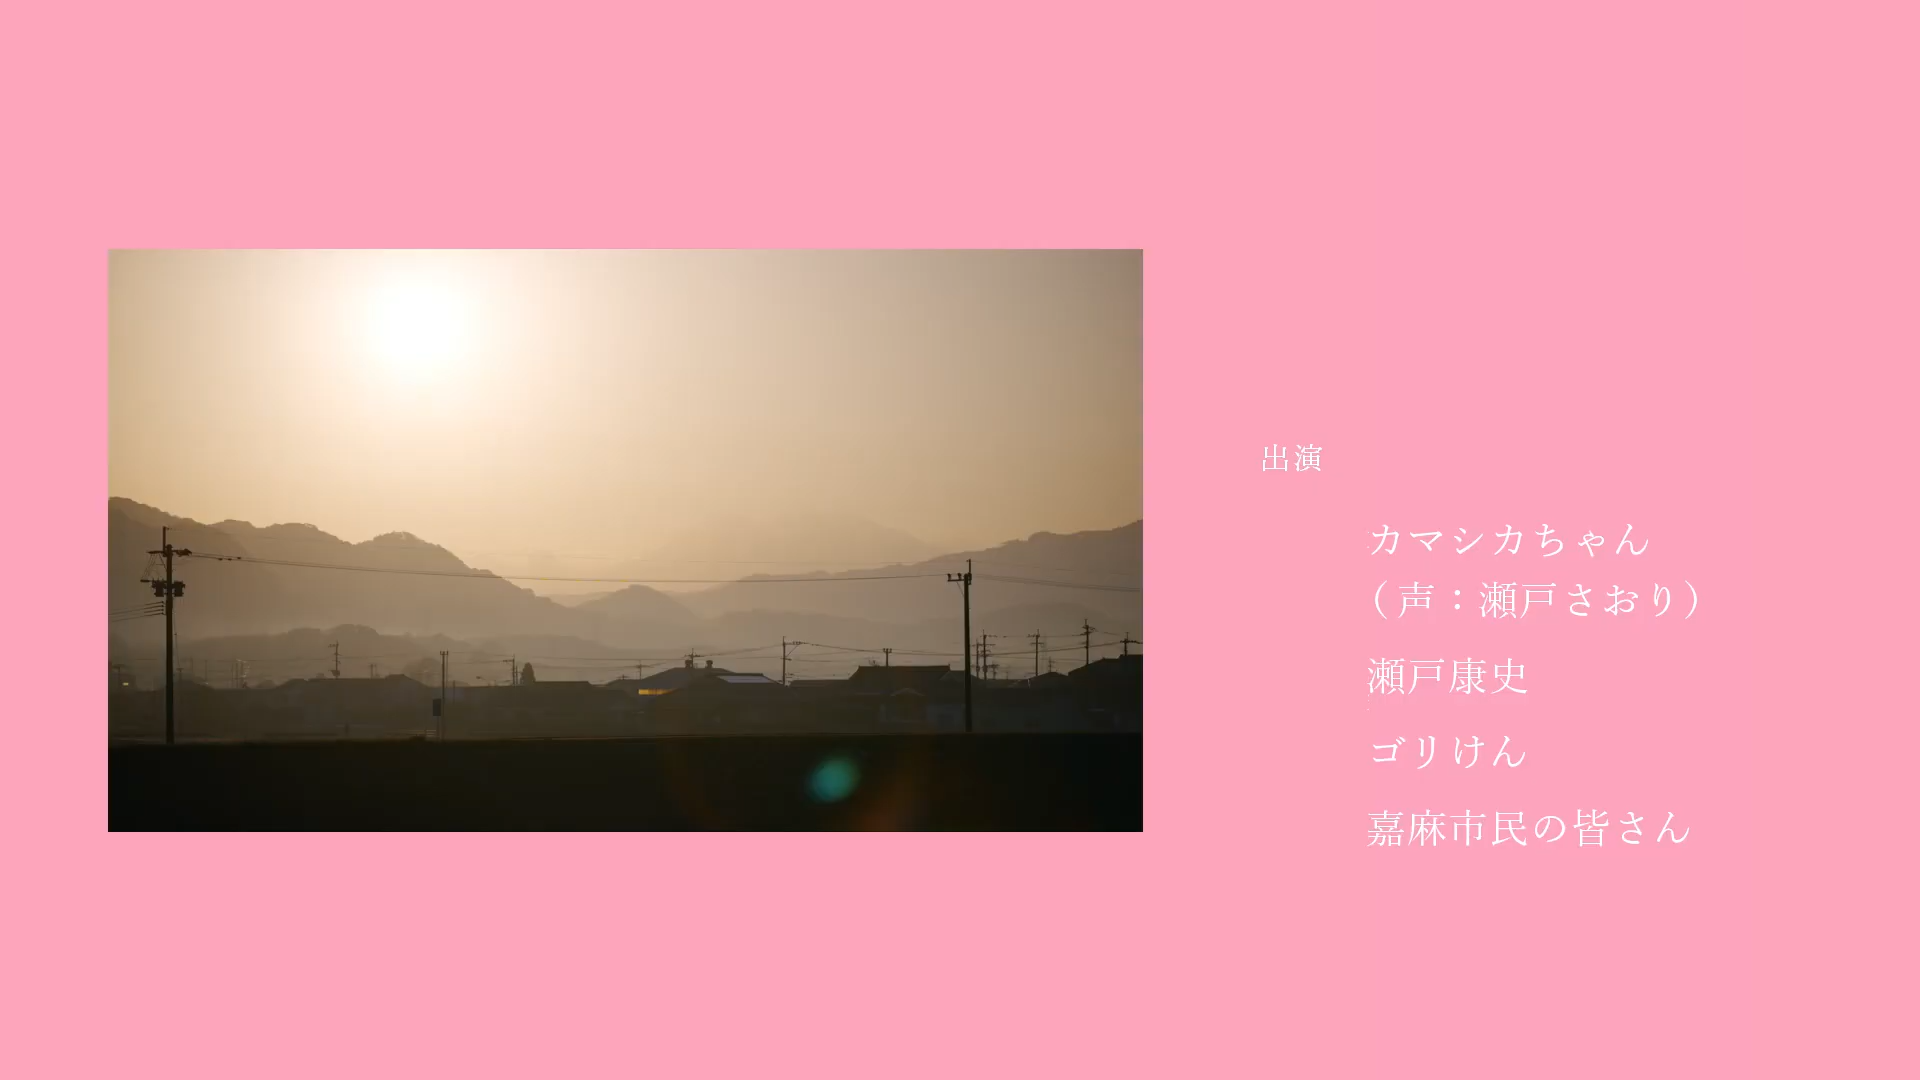 出演
カマシカちゃん
（声：瀬戸さおり）
瀬戸康史
ゴリけん
嘉麻市民の皆さん